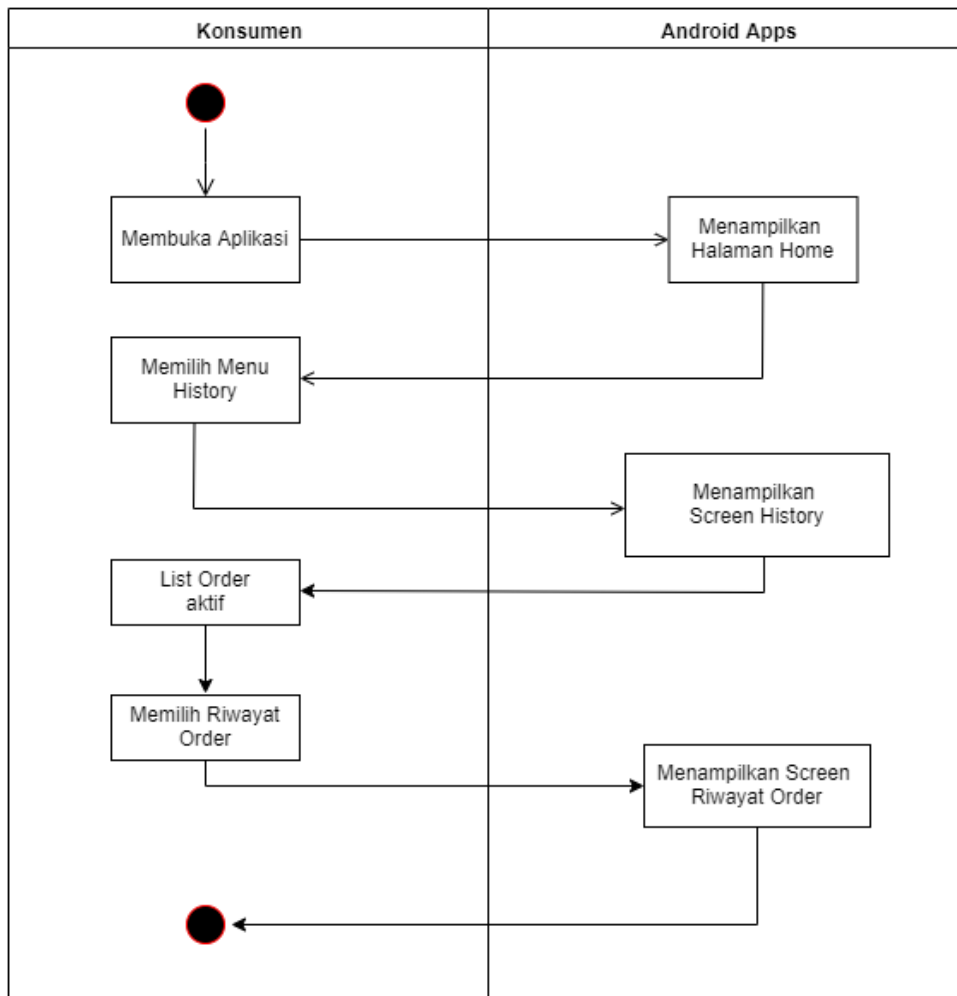 Konsumen
Android Apps
Membuka Aplikasi
Menampilkan
Halaman Home
Memilih Menu
History
Menampilkan
Screen History
List Order
aktif
Memilih Riwayat
Order
Menampilkan Screen
Riwayat Order